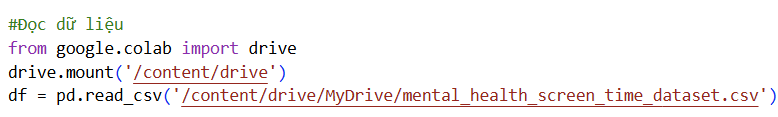 #Đọc dữ liệu
from google.colab import drive
drive.mount('/content/drive')
df = pd.read_csv('/content/drive/MyDrive/mental_health_screen_time_dataset.csv')